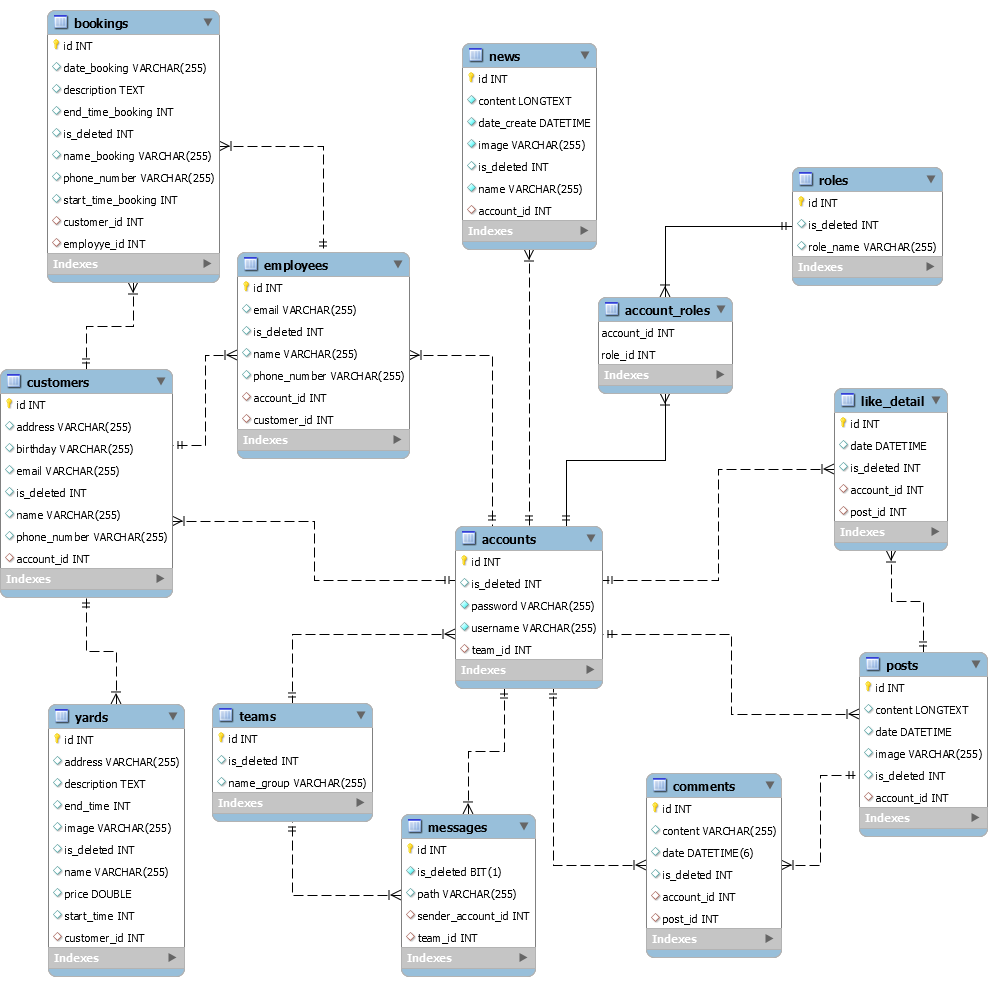 bookings
id INT
date_booking VARCHAR(255)
description TEXT
end_time_booking INT
is_deleted INT
name_booking VARCHAR(255)
phone_number VARCHAR(255)
start_time_booking INT
customer_id INT
employye_id INT
Indexes
news
id INT
content LONGTEXT
date_create DATETIME
image VARCHAR(255)
is_deleted INT
name VARCHAR(255)
account_id INT
Indexes
roles
id INT
is_deleted INT
role_name VARCHAR(255)
Indexes
employees
id INT
email VARCHAR(255)
is_deleted INT
name VARCHAR(255)
phone_number VARCHAR(255)
account_id INT
customer_id INT
Indexes
account_roles
account_id INT
role_id INT
Indexes
customers
id INT
address VARCHAR(255)
birthday VARCHAR(255)
email VARCHAR(255)
is_deleted INT
name VARCHAR(255)
phone_number VARCHAR(255)
account_id INT
Indexes
like_detail
id INT
date DATETIME
is_deleted INT
account_id INT
post_id INT
Indexes
accounts
id INT
is_deleted INT
password VARCHAR(255)
username VARCHAR(255)
team_id INT
Indexes
posts
id INT
content LONGTEXT
date DATETIME
image VARCHAR(255)
is_deleted INT
account_id INT
Indexes
yards
id INT
address VARCHAR(255)
description TEXT
end_time INT
image VARCHAR(255)
is_deleted INT
name VARCHAR(255)
price DOUBLE
start_time INT
customer_id INT
Indexes
teams
id INT
is_deleted INT
name_group VARCHAR(255)
Indexes
messages
id INT
is_deleted BIT(1)
path VARCHAR(255)
sender_account_id INT
team_id INT
Indexes
comments
id INT
content VARCHAR(255)
date DATETIME(6)
is_deleted INT
account_id INT
post_id INT
Indexes